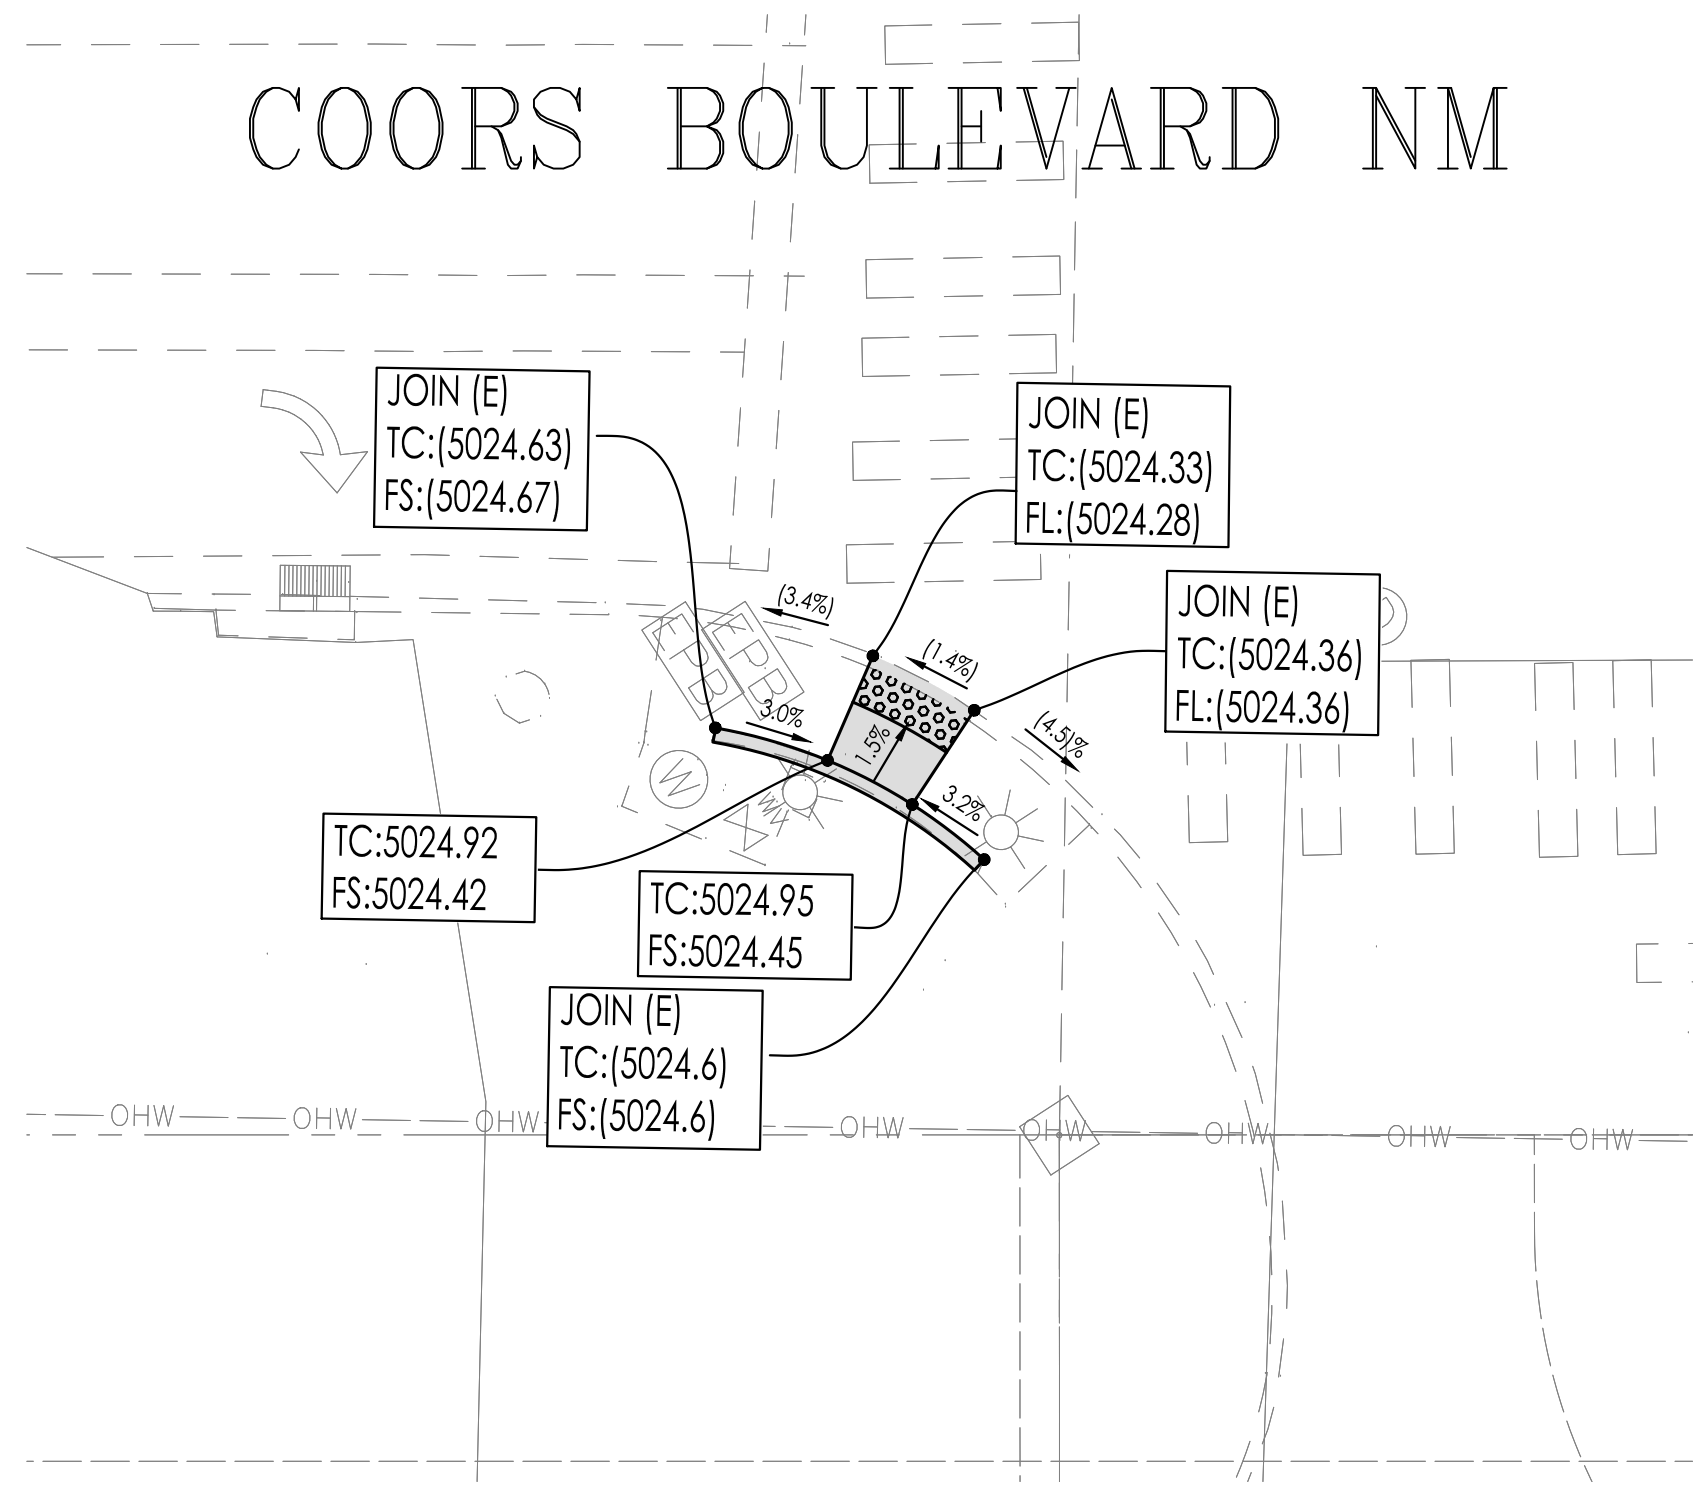 COORS BOULEVARD NM
JOIN (E)
TC:(5024.63)
FS:(5024.67)
JOIN (E)
TC:(5024.33)
FL:(5024.28)
JOIN (E)
TC:(5024.36)
FL:(5024.36)
(3.4%)
(1.4%)
EPB
EPB
3.0%
1.5%
(4.5)%
3.2%
W
WV
TC:5024.92
FS:5024.42
TC:5024.95
FS:5024.45
JOIN (E)
TC:(5024.6)
FS:(5024.6)
OHW OHW OHW OHW OHW OHW OHW OHW